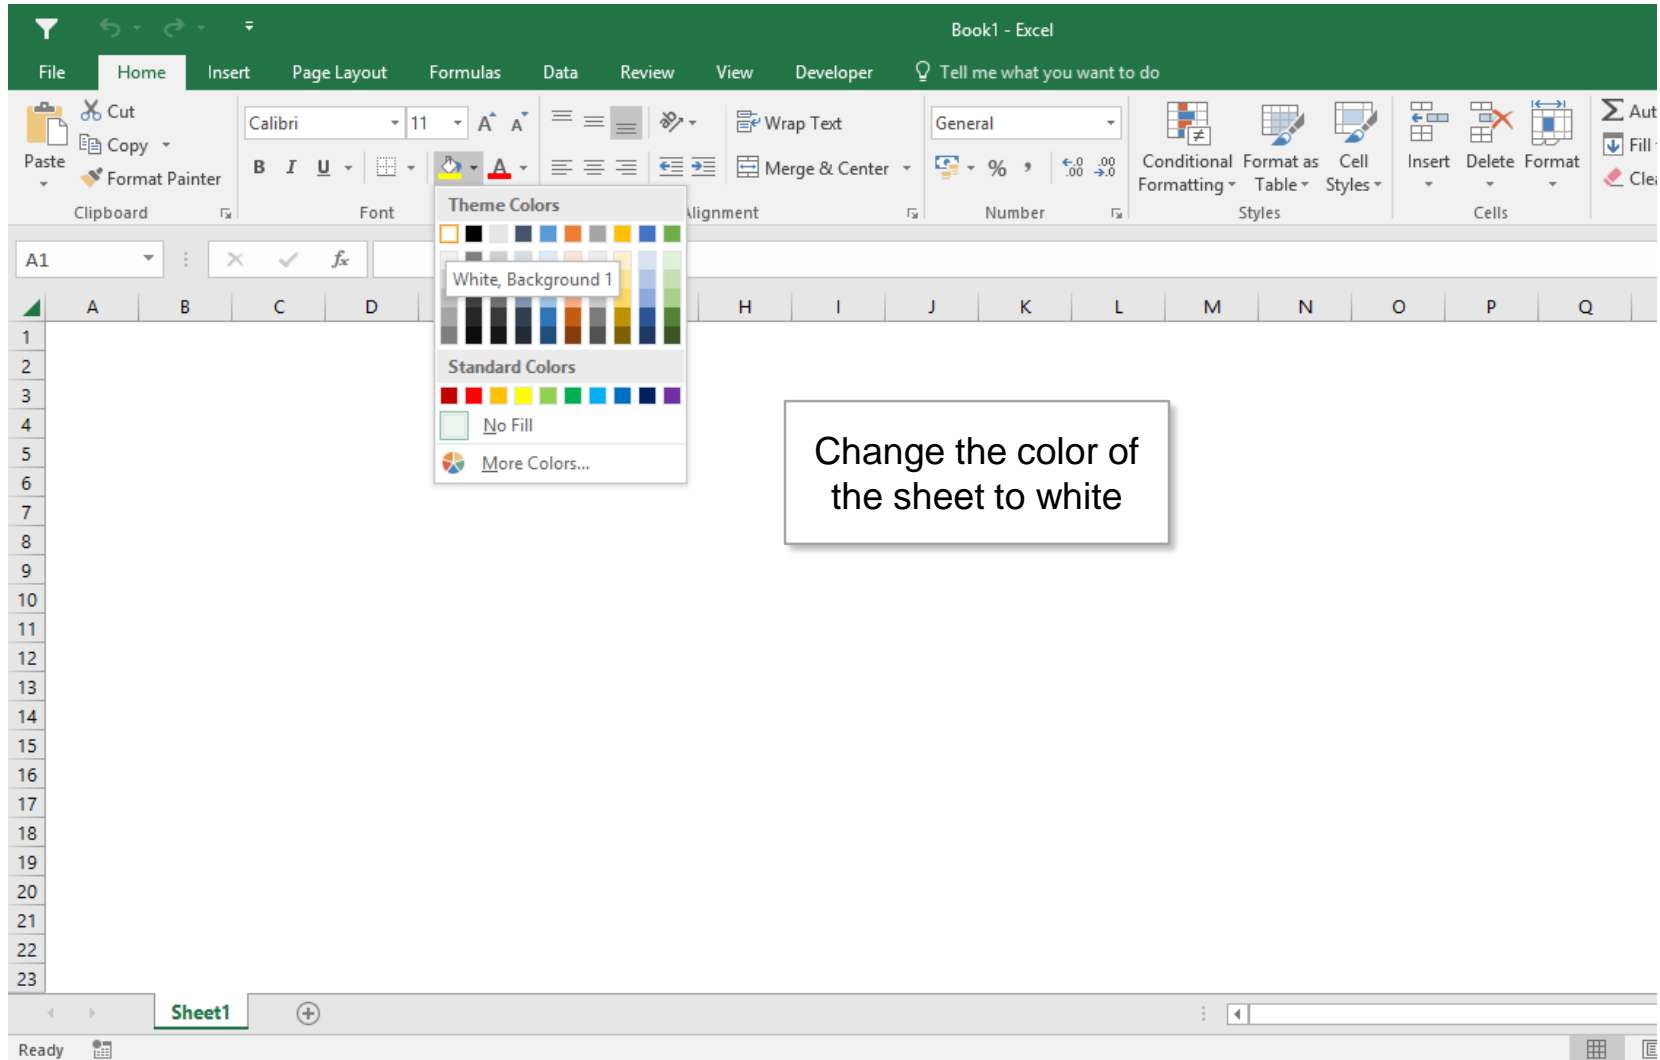 Book1 - Excel
File Home Insert Page Layout Formulas Data Review View Developer Tell me what you want to do
Paste
Cut
Copy
Format Painter
Clipboard
Calibri 11
B I U
Font
Wrap Text
Merge & Center
Alignment
General
Number
Conditional Formatting
Format as Table
Cell Styles
Styles
Insert Delete Format
Cells
Aut
Fill
Clea
A1 fx
Theme Colors
White, Background 1
Standard Colors
No Fill
More Colors...
A B C D H I J K L M N O P Q
1
2
3
4
5
6
7
8
9
10
11
12
13
14
15
16
17
18
19
20
21
22
23
Change the color of
the sheet to white
Sheet1
Ready